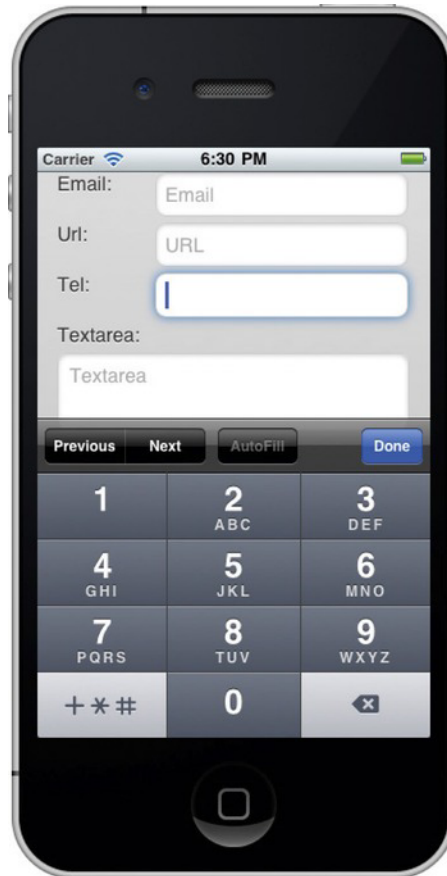 Carrier 6:30 PM
Email: Email
Url: URL
Tel:
Textarea:
Textarea
Previous Next AutoFill Done
1 2 3
ABC DEF
4 5 6
GHI JKL MNO
7 8 9
PQRS TUV WXYZ
+*# 0